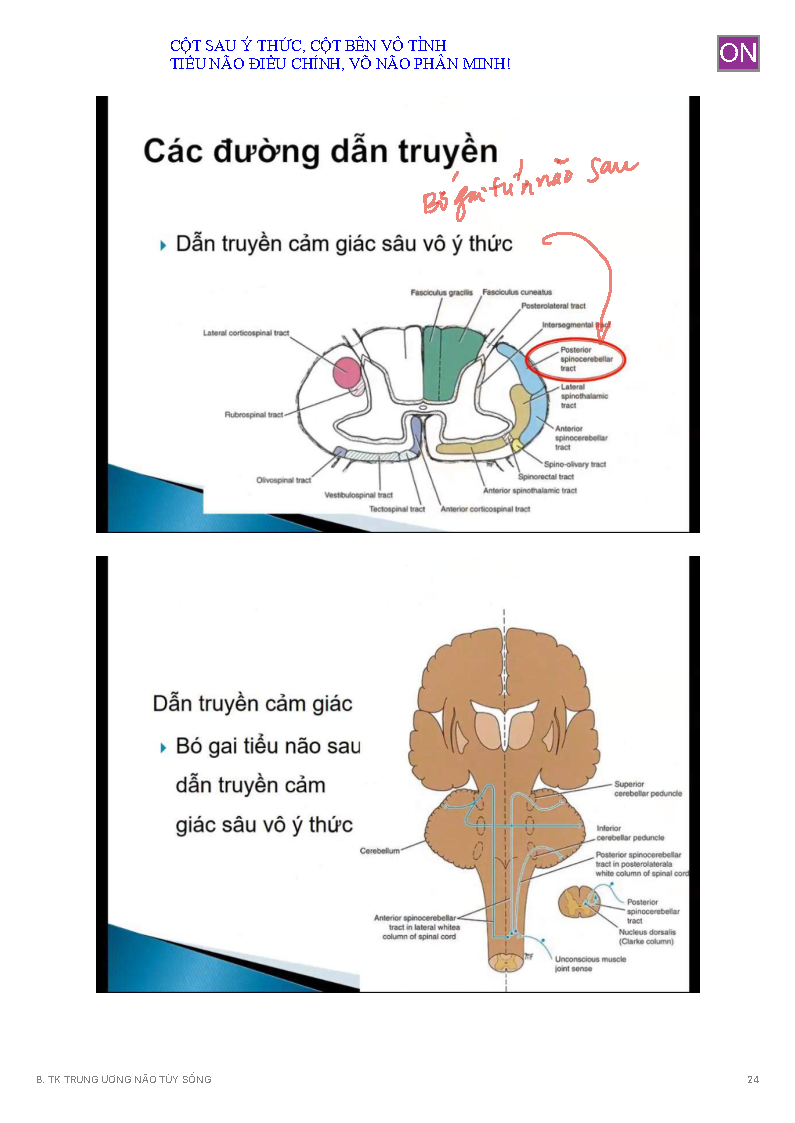 CỘT SAU Ý THỨC, CỘT BÊN VÔ TÌNH
TIỂU NÃO ĐIỀU CHỈNH, VÕ NÃO PHÂN MINH!
ON
Các đường dẫn truyền
Bó gai tiểu não sau
Dẫn truyền cảm giác sâu vô ý thức
Fasciculus gracilis
Fasciculus cuneatus
Posterolateral tract
Intersegmental tract
Lateral corticospinal tract
Posterior
spinocerebellar
tract
Lateral
spinothalamic
tract
Rubrospinal tract
Anterior
spinocerebellar
tract
Spino-olivary tract
Spinorectal tract
Olivospinal tract
Anterior spinothalamic tract
Vestibulospinal tract
Tectospinal tract
Anterior corticospinal tract
Dẫn truyền cảm giác
Bó gai tiểu não sau
dẫn truyền cảm
giác sâu vô ý thức
Superior
cerebellar peduncle
Inferior
cerebellar peduncle
Cerebellum
Posterior spinocerebellar
tract in posterolaterala
white column of spinal cord
Posterior
spinocerebellar
tract
Nucleus dorsalis
(Clarke column)
Anterior spinocerebellar
tract in lateral whitea
column of spinal cord
Unconscious muscle
joint sense
B. TK TRUNG ƯƠNG NÃO TỦY SỐNG
24